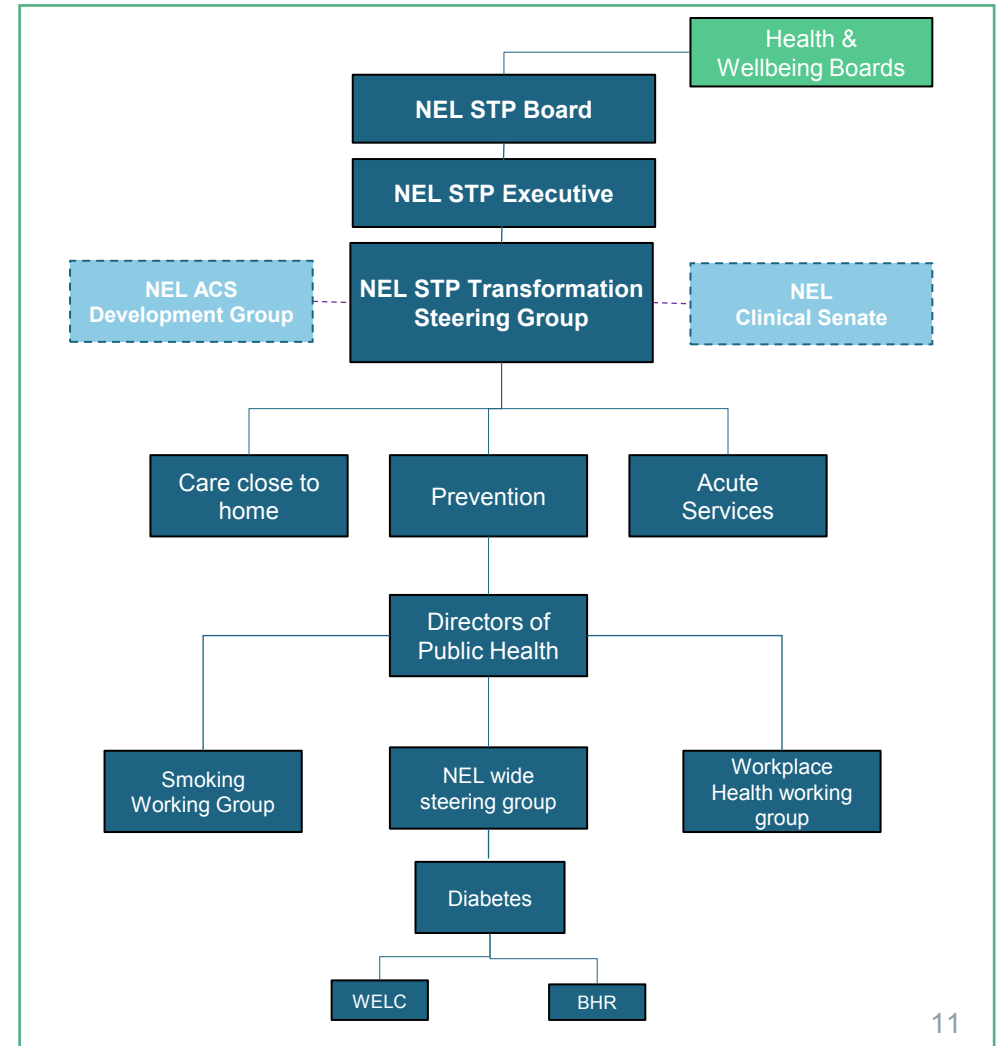 Health &
Wellbeing Boards
NEL STP Board
NEL STP Executive
NEL ACS
Development Group
NEL STP Transformation
Steering Group
NEL
Clinical Senate
Care close to
home
Prevention
Acute
Services
Directors of
Public Health
Smoking
Working Group
NEL wide
steering group
Workplace
Health working
group
Diabetes
WELC
BHR
11